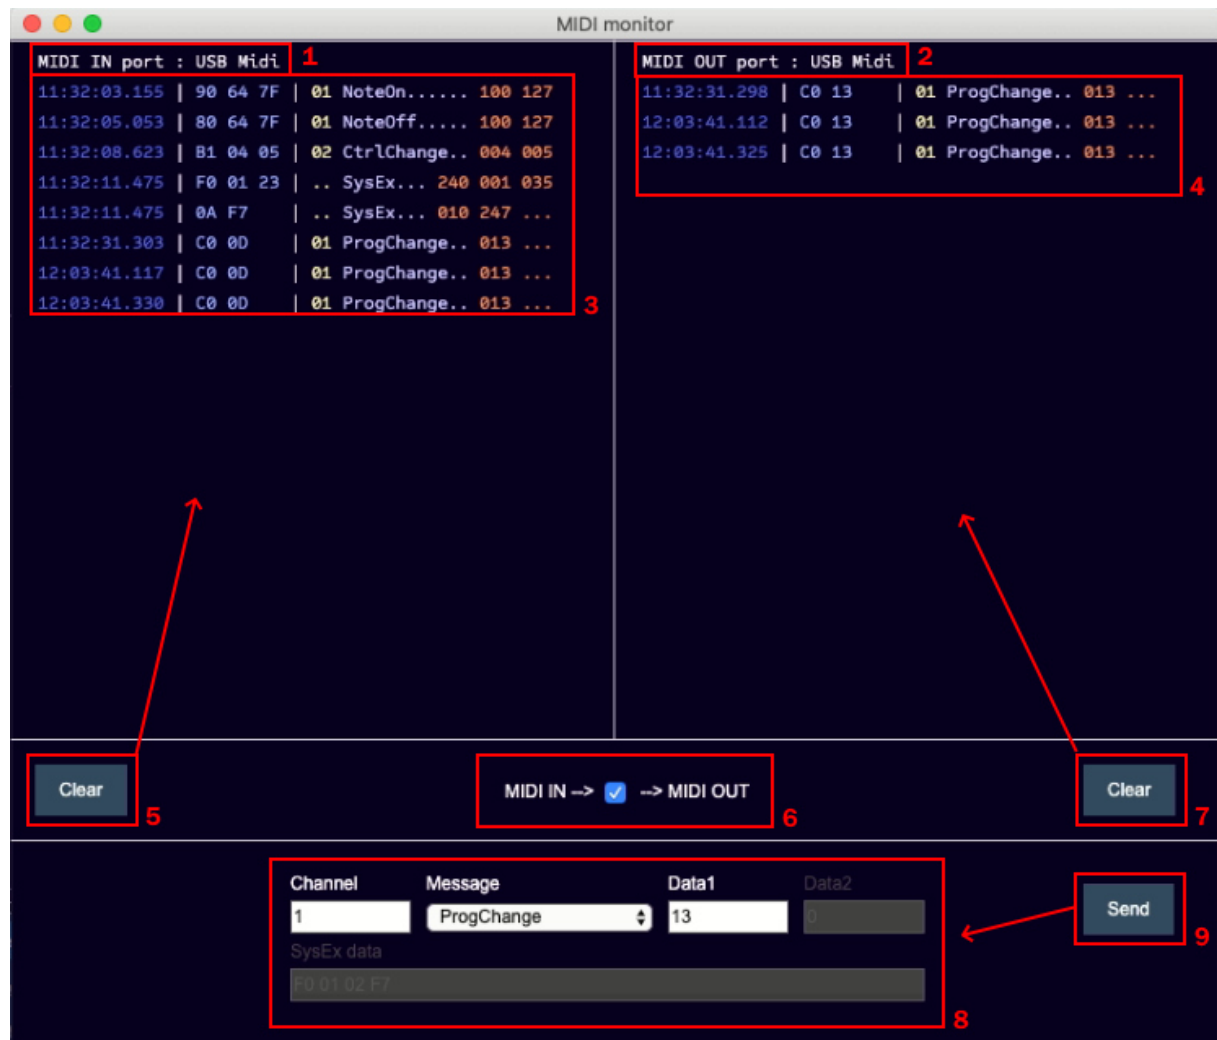 MIDI monitor
MIDI IN port : USB Midi 1
11:32:03.155 | 90 64 7F | 01 NoteOn...... 100 127
11:32:05.053 | 80 64 7F | 01 NoteOff..... 100 127
11:32:08.623 | B1 04 05 | 02 CtrlChange.. 004 005
11:32:11.475 | F0 01 23 | .. SysEx... 240 001 035
11:32:11.475 | 0A F7 | .. SysEx... 010 247 ...
11:32:31.303 | C0 0D | 01 ProgChange.. 013 ...
12:03:41.117 | C0 0D | 01 ProgChange.. 013 ...
12:03:41.330 | C0 0D | 01 ProgChange.. 013 ...
3
MIDI OUT port : USB Midi 2
11:32:31.298 | C0 13 | 01 ProgChange.. 013 ...
12:03:41.112 | C0 13 | 01 ProgChange.. 013 ...
12:03:41.325 | C0 13 | 01 ProgChange.. 013 ...
4
Clear
5
MIDI IN --> --> MIDI OUT
6
Clear
7
Channel Message Data1 Data2
1 ProgChange 13 0
SysEx data
F0 01 02 F7
8
Send
9